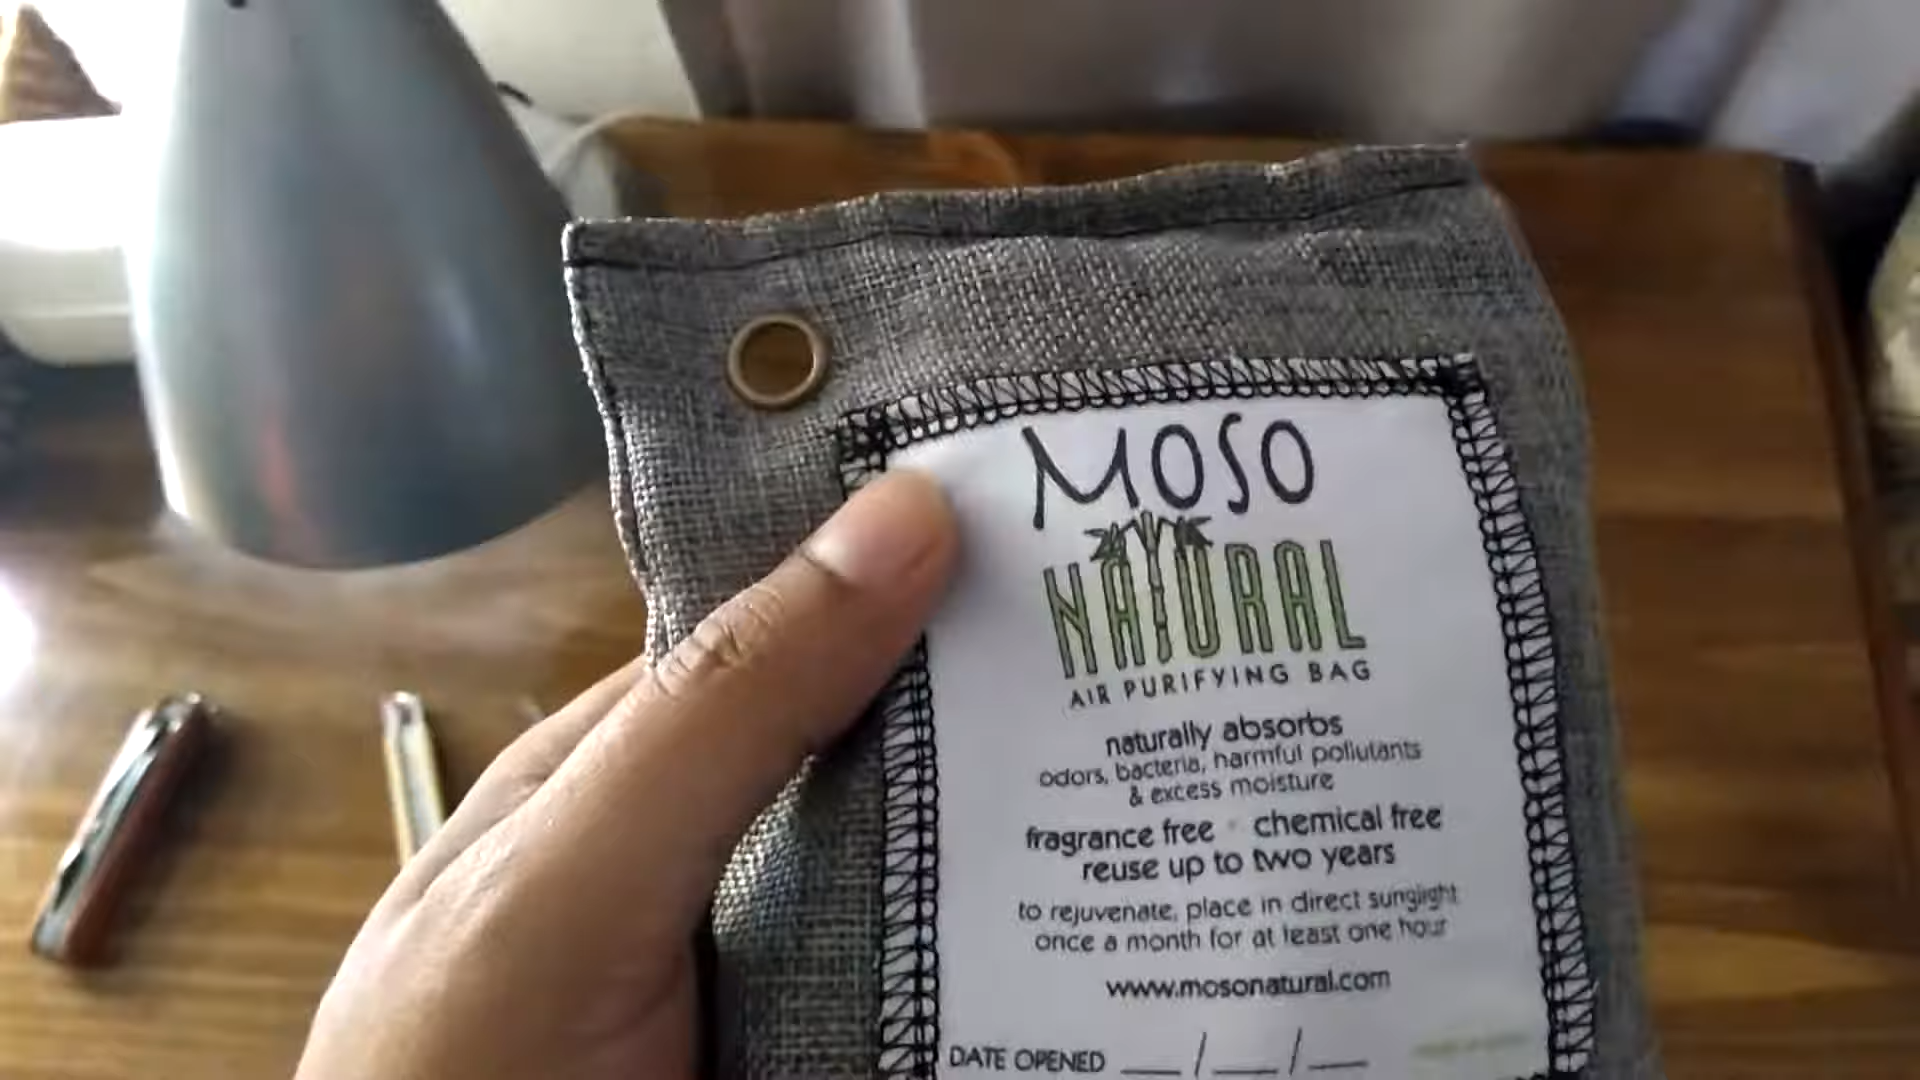 MOSO
NATURAL
AIR PURIFYING BAG
naturally absorbs
odors, bacteria, harmful pollutants
& excess moisture
fragrance free • chemical free
reuse up to two years
to rejuvenate, place in direct sunglight
once a month for at least one hour
www.mosonatural.com
DATE OPENED __/__/__